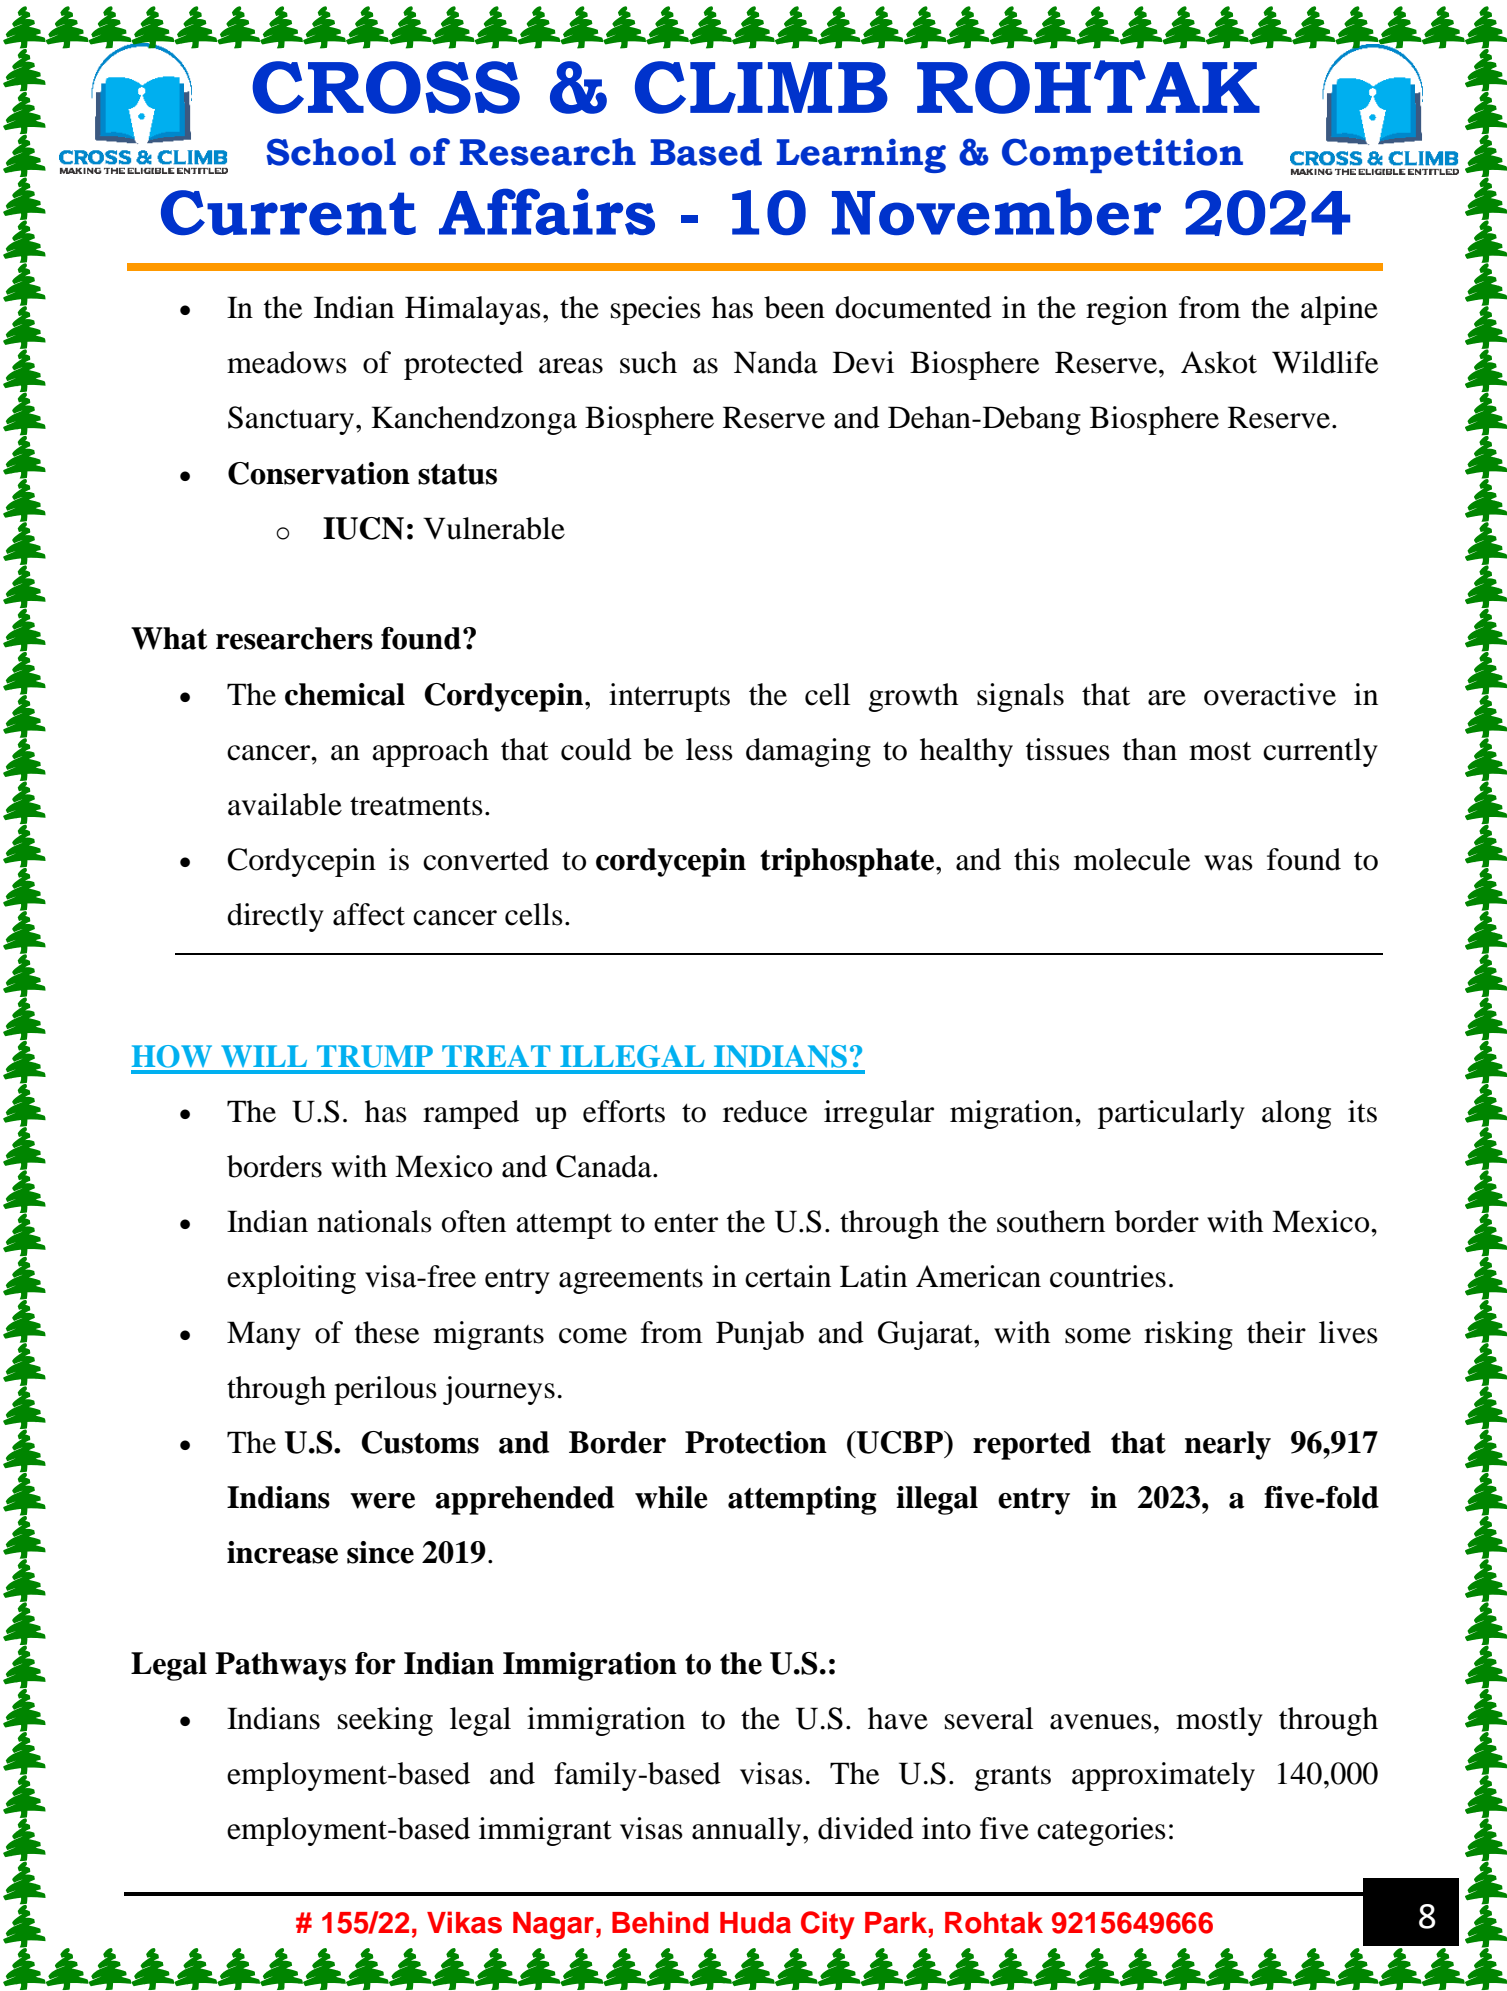 CROSS & CLIMB ROHTAK
School of Research Based Learning & Competition
CROSS & CLIMB
MAKING THE ELIGIBLE ENTITLED
CROSS & CLIMB
MAKING THE ELIGIBLE ENTITLED
Current Affairs - 10 November 2024
• In the Indian Himalayas, the species has been documented in the region from the alpine
meadows of protected areas such as Nanda Devi Biosphere Reserve, Askot Wildlife
Sanctuary, Kanchendzonga Biosphere Reserve and Dehan-Debang Biosphere Reserve.
• Conservation status
o IUCN: Vulnerable
What researchers found?
• The chemical Cordycepin, interrupts the cell growth signals that are overactive in
cancer, an approach that could be less damaging to healthy tissues than most currently
available treatments.
• Cordycepin is converted to cordycepin triphosphate, and this molecule was found to
directly affect cancer cells.
HOW WILL TRUMP TREAT ILLEGAL INDIANS?
• The U.S. has ramped up efforts to reduce irregular migration, particularly along its
borders with Mexico and Canada.
• Indian nationals often attempt to enter the U.S. through the southern border with Mexico,
exploiting visa-free entry agreements in certain Latin American countries.
• Many of these migrants come from Punjab and Gujarat, with some risking their lives
through perilous journeys.
• The U.S. Customs and Border Protection (UCBP) reported that nearly 96,917
Indians were apprehended while attempting illegal entry in 2023, a five-fold
increase since 2019.
Legal Pathways for Indian Immigration to the U.S.:
• Indians seeking legal immigration to the U.S. have several avenues, mostly through
employment-based and family-based visas. The U.S. grants approximately 140,000
employment-based immigrant visas annually, divided into five categories:
# 155/22, Vikas Nagar, Behind Huda City Park, Rohtak 9215649666
8